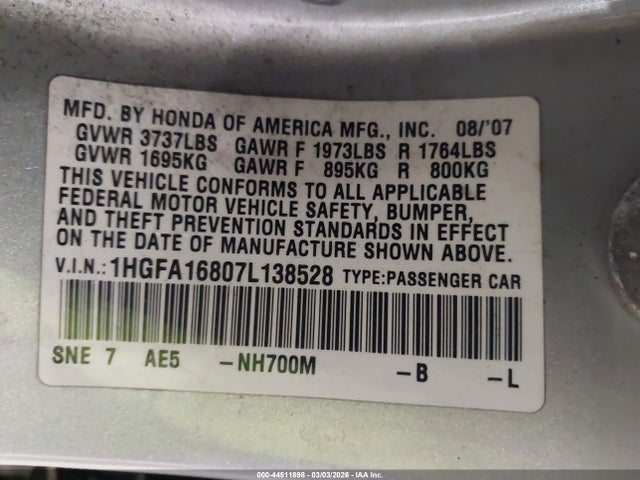 MFD. BY HONDA OF AMERICA MFG., INC. 08/'07
GVWR 3737LBS GAWR F 1973LBS R 1764LBS
GVWR 1695KG GAWR F 895KG R 800KG
THIS VEHICLE CONFORMS TO ALL APPLICABLE
FEDERAL MOTOR VEHICLE SAFETY, BUMPER,
AND THEFT PREVENTION STANDARDS IN EFFECT
ON THE DATE OF MANUFACTURE SHOWN ABOVE.
V.I.N.: 1HGFA16807L138528 TYPE:PASSENGER CAR
SNE 7 AE5 -NH700M -B -L
000-44511898 | 03/03/2026 | IAA Inc.